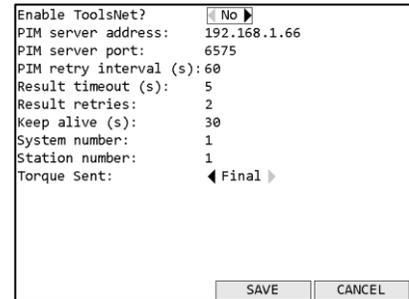 Enable ToolsNet? No
PIM server address: 192.168.1.66
PIM server port: 6575
PIM retry interval (s): 60
Result timeout (s): 5
Result retries: 2
Keep alive (s): 30
System number: 1
Station number: 1
Torque Sent: Final
SAVE CANCEL